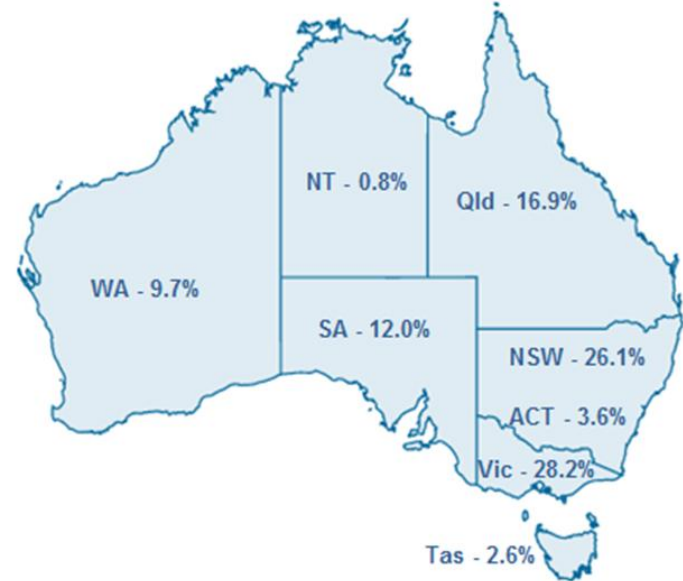 NT - 0.8%
Qld - 16.9%
WA - 9.7%
SA - 12.0%
NSW - 26.1%
ACT - 3.6%
Vic - 28.2%
Tas - 2.6%